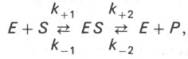 k₊₁ k₊₂
E + S ⇄ ES ⇄ E + P,
k₋₁ k₋₂